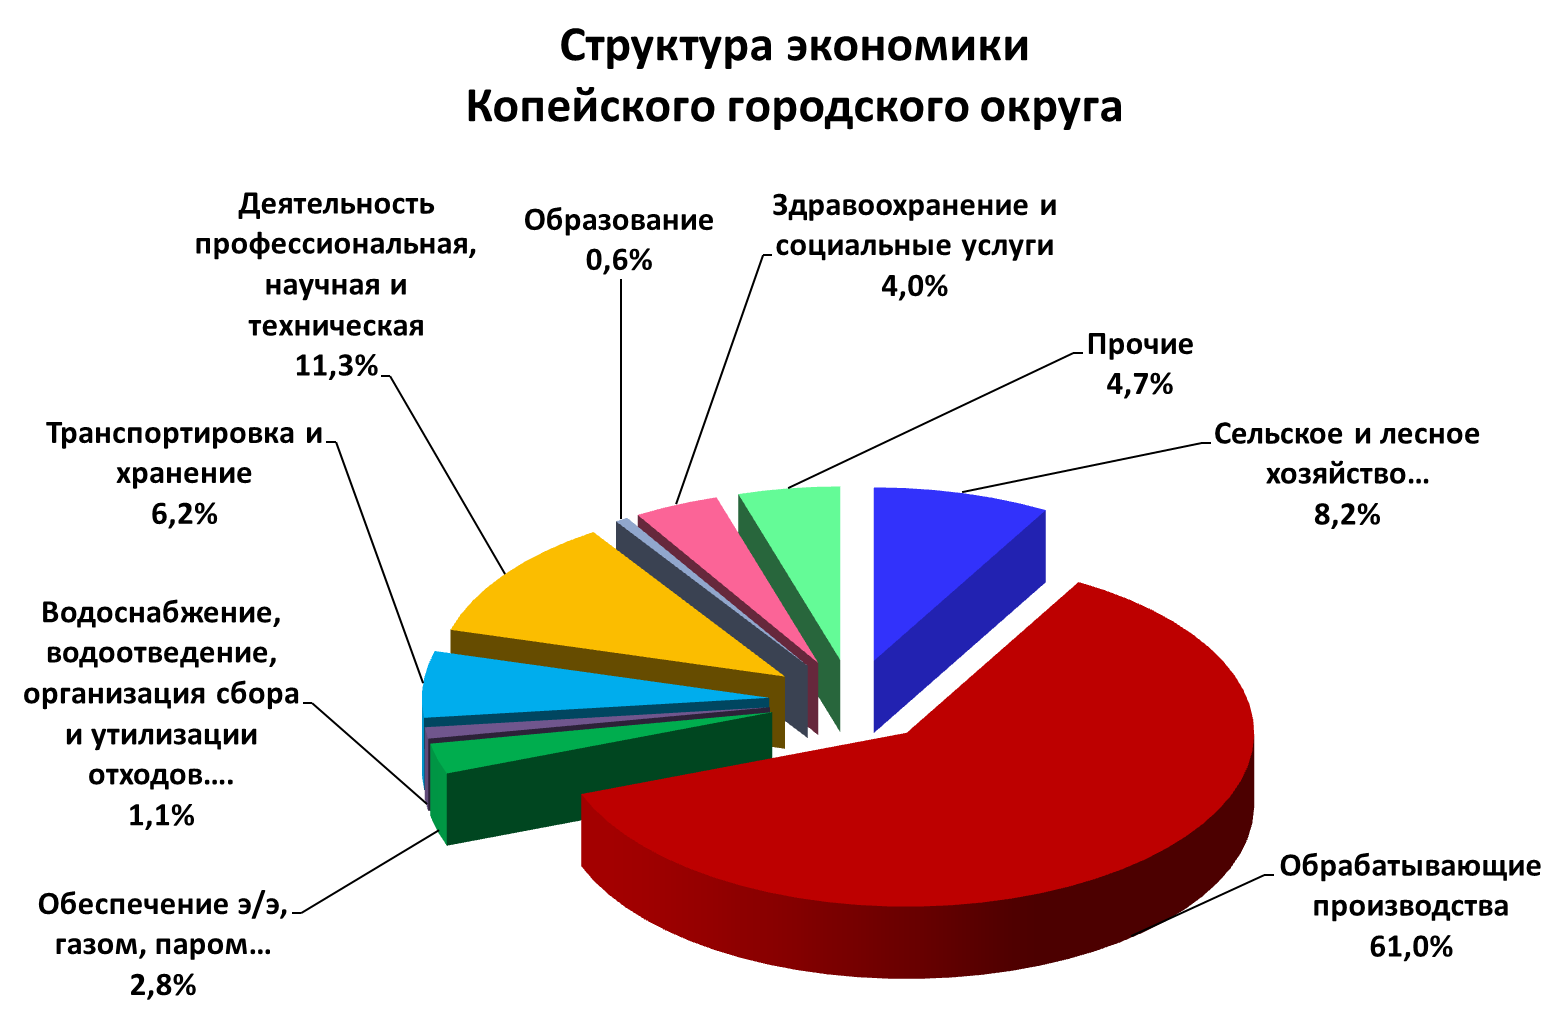 Структура экономики
Копейского городского округа
Деятельность
профессиональная,
научная и
техническая
11,3%
Образование
0,6%
Здравоохранение и
социальные услуги
4,0%
Прочие
4,7%
Сельское и лесное
хозяйство…
8,2%
Транспортировка и
хранение
6,2%
Водоснабжение,
водоотведение,
организация сбора
и утилизации
отходов….
1,1%
Обеспечение э/э,
газом, паром…
2,8%
Обрабатывающие
производства
61,0%